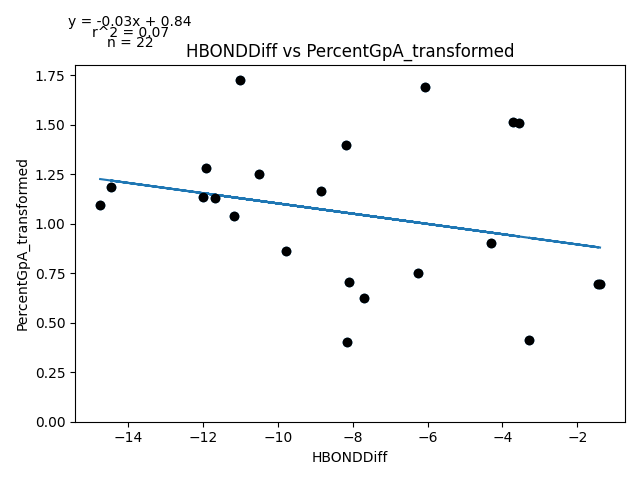 y = -0.03x + 0.84
r^2 = 0.07
n = 22
HBONDDiff vs PercentGpA_transformed
PercentGpA_transformed
1.75
1.50
1.25
1.00
0.75
0.50
0.25
0.00
−14 −12 −10 −8 −6 −4 −2
HBONDDiff